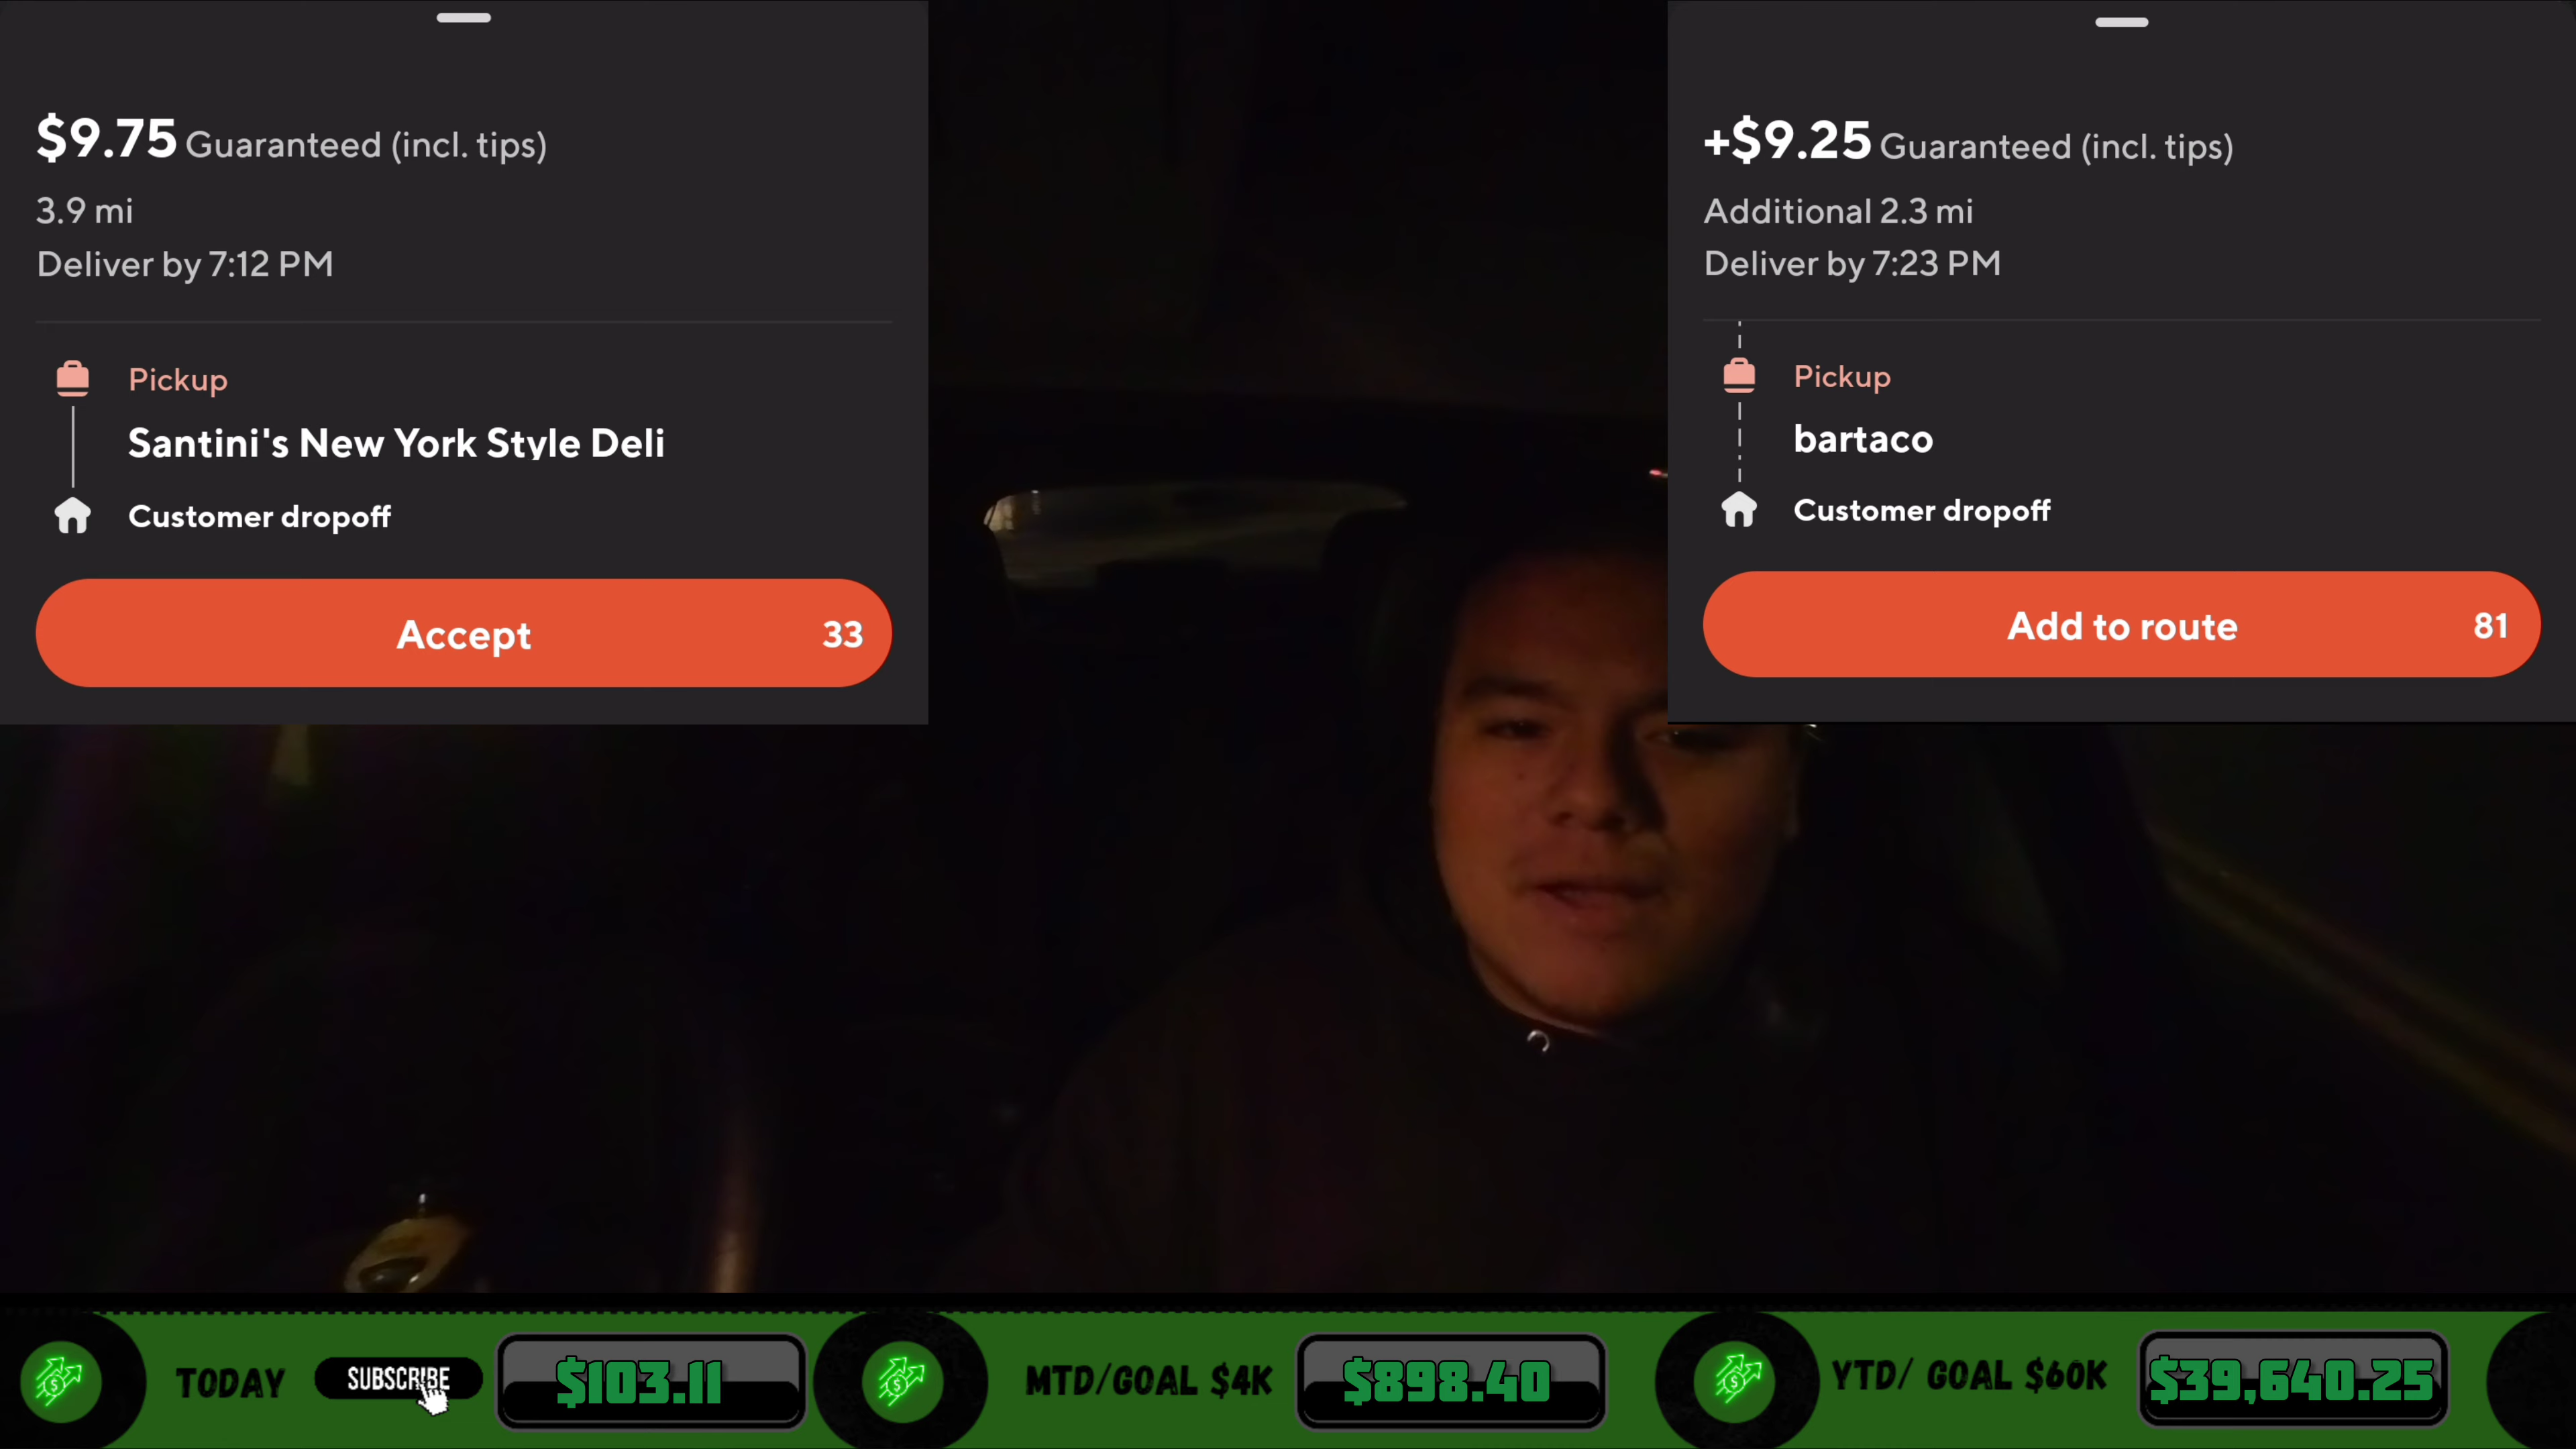 $9.75 Guaranteed (incl. tips)
3.9 mi
Deliver by 7:12 PM
Pickup
Santini's New York Style Deli
Customer dropoff
Accept 33
+$9.25 Guaranteed (incl. tips)
Additional 2.3 mi
Deliver by 7:23 PM
Pickup
bartaco
Customer dropoff
Add to route 81
TODAY SUBSCRIBE $103.11 MTD/GOAL $4K $898.40 YTD/ GOAL $60K $39,640.25